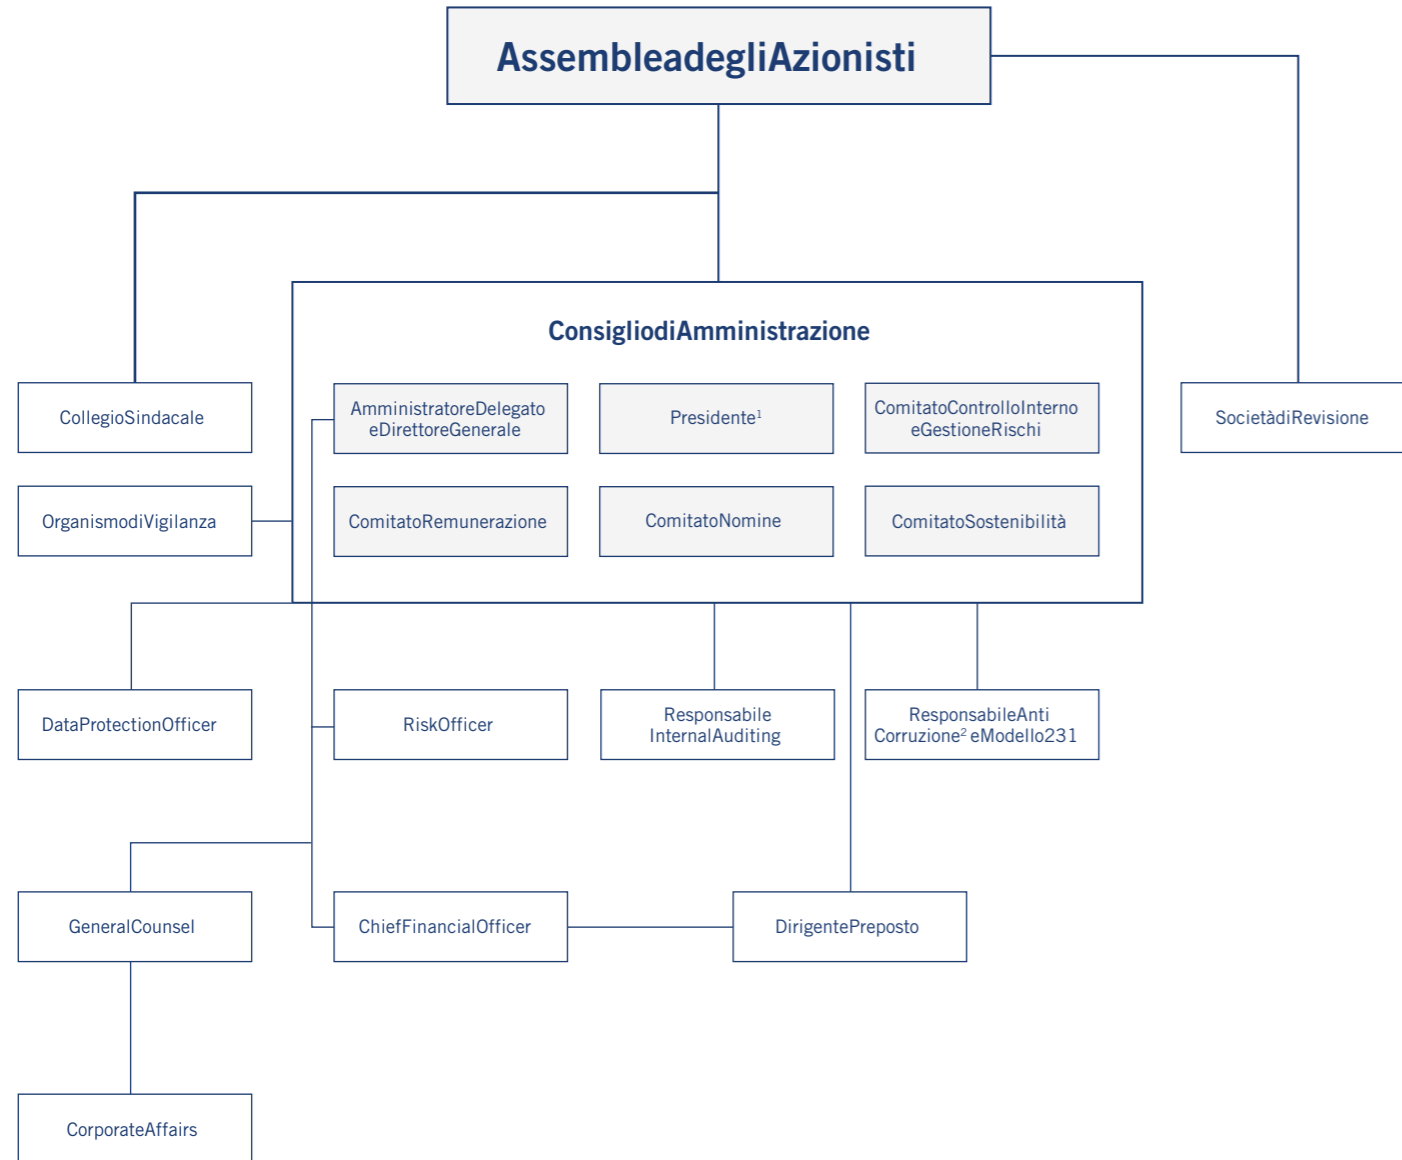 AssembleadegliAzionisti
ConsigliodiAmministrazione
CollegioSindacale
AmministratoreDelegato
eDirettoreGenerale
Presidente¹
ComitatoControlloInterno
eGestioneRischi
SocietàdiRevisione
OrganismodiVigilanza
ComitatoRemunerazione
ComitatoNomine
ComitatoSostenibilità
DataProtectionOfficer
RiskOfficer
Responsabile
InternalAuditing
ResponsabileAnti
Corruzione² eModello231
GeneralCounsel
ChiefFinancialOfficer
DirigentePreposto
CorporateAffairs